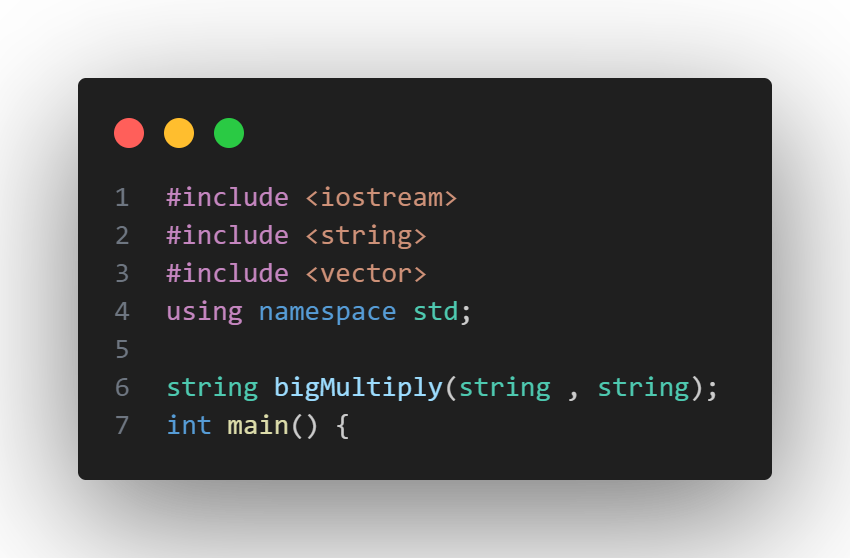 1 #include <iostream>
2 #include <string>
3 #include <vector>
4 using namespace std;
5
6 string bigMultiply(string , string);
7 int main() {